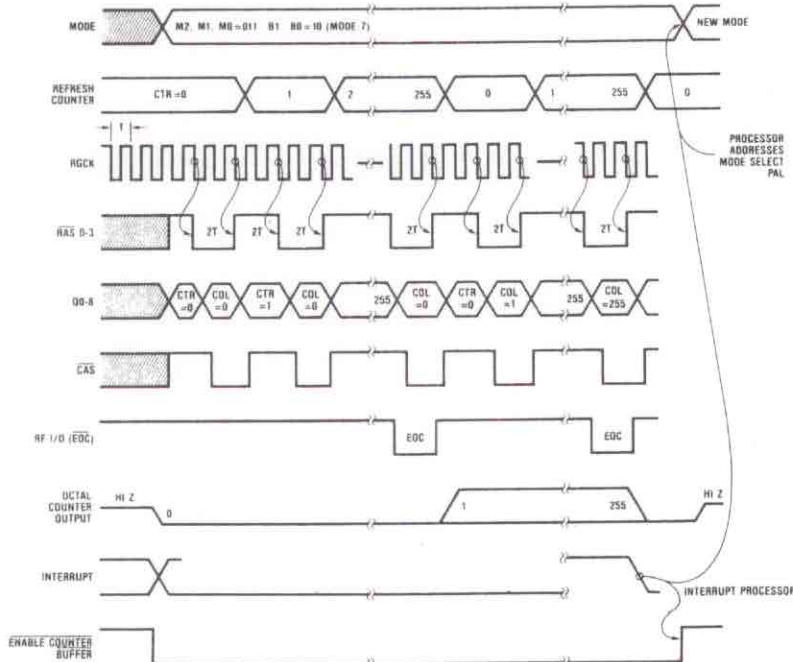 MODE
M2, M1, M0=011 B1 B0=10 (MODE 7)
NEW MODE
REFRESH
COUNTER
CTR=0
1
2
255
0
1
255
0
T
RGCK
PROCESSOR
ADDRESSES
MODE SELECT
PAL
RAS 0-3
2T
2T
2T
2T
2T
2T
2T
2T
Q0-8
CTR
=0
COL
=0
CTR
=1
COL
=0
255
COL
=0
CTR
=0
COL
=1
255
COL
=255
CAS
RF I/O (EOC)
EOC
EOC
OCTAL
COUNTER
OUTPUT
HI Z
0
1
255
HI Z
INTERRUPT
INTERRUPT PROCESSOR
ENABLE COUNTER
BUFFER